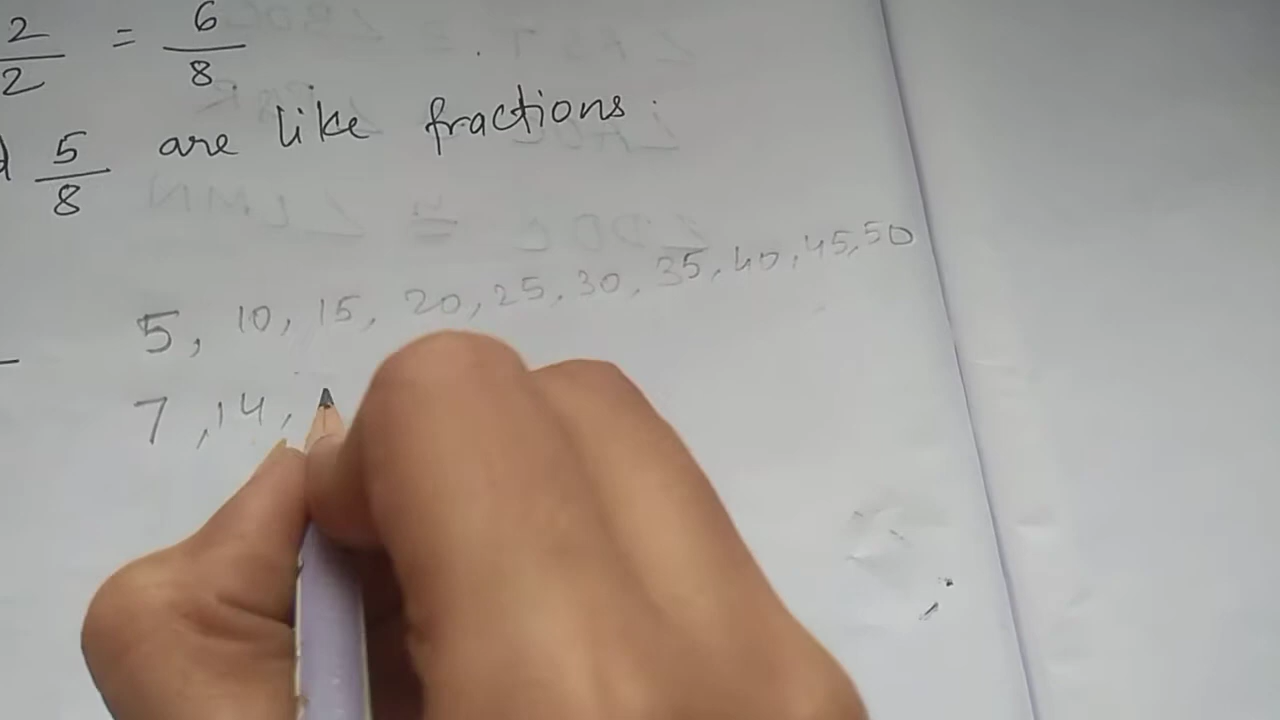 2/2 = 6/8
5/8 are like fractions.
5, 10, 15, 20, 25, 30, 35, 40, 45, 50
7, 14,